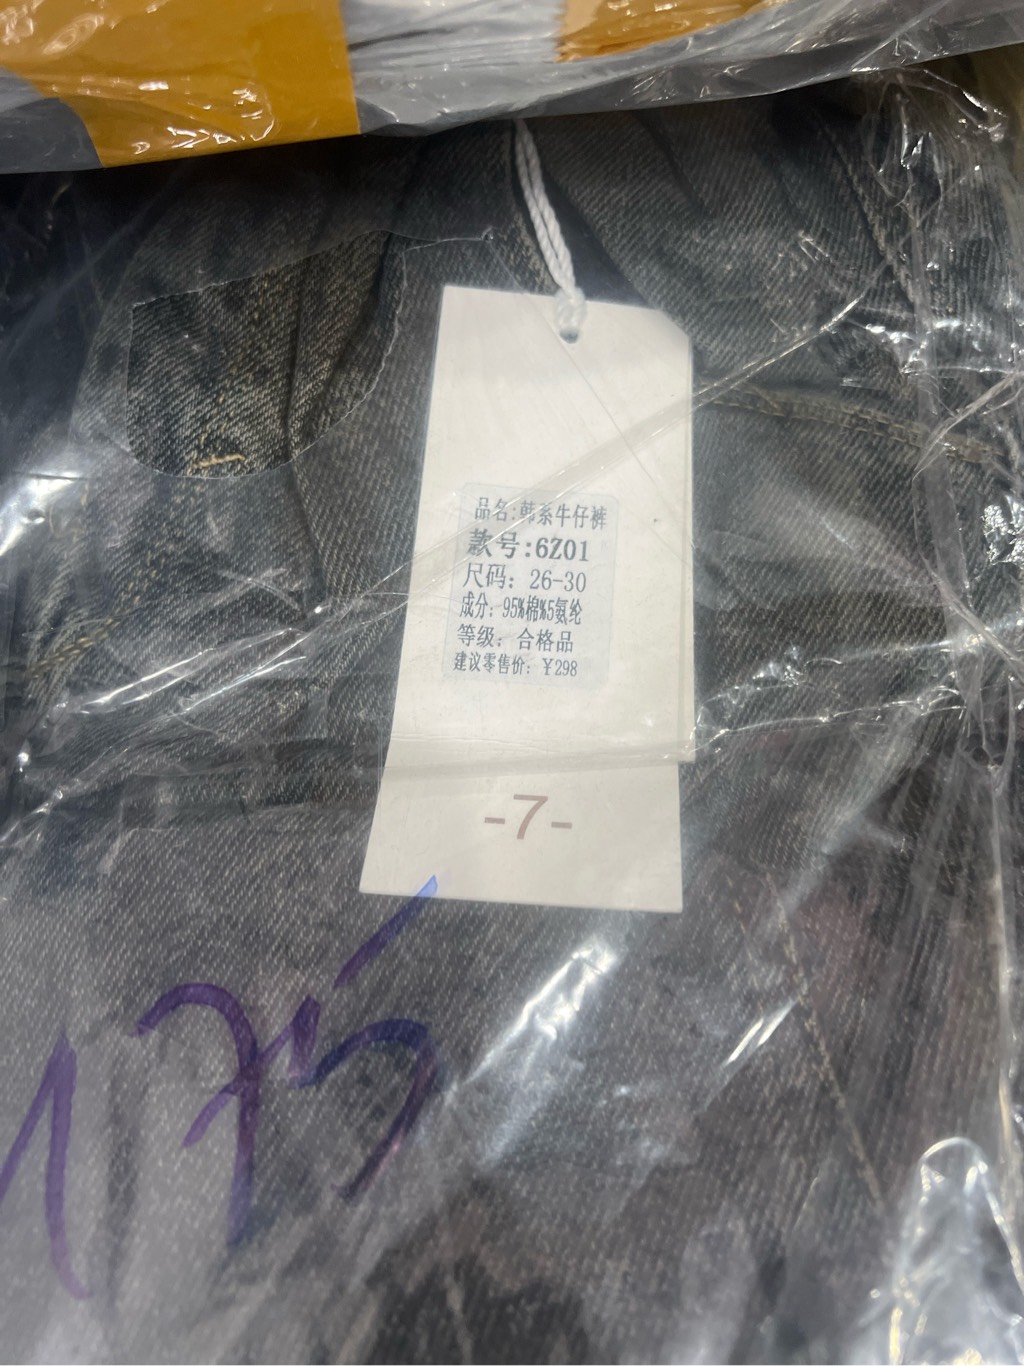 品名:韩系牛仔裤
款号:6Z01
尺码: 26-30
成分: 95%棉%5氨纶
等级: 合格品
建议零售价: ¥298
-7-
175